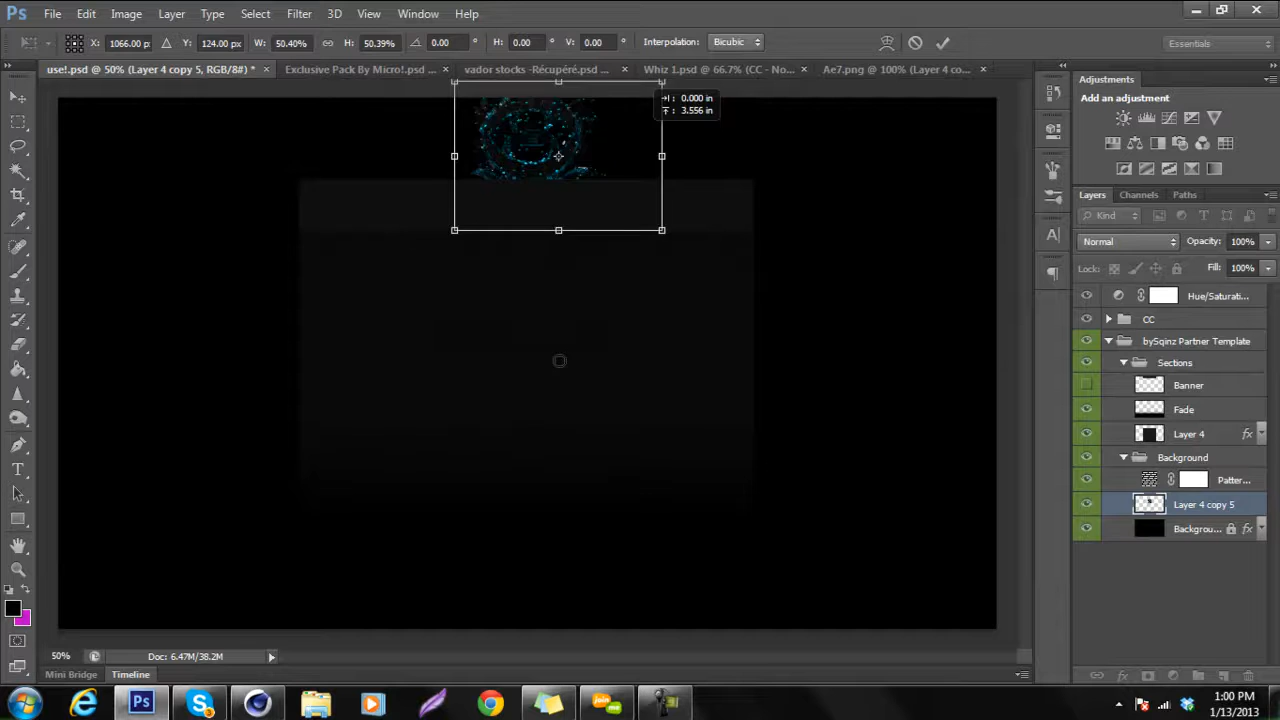 Ps File Edit Image Layer Type Select Filter 3D View Window Help
X: 1066.00 px Y: 124.00 px W: 50.40% H: 50.39% 0.00 ° H: 0.00 ° V: 0.00 ° Interpolation: Bicubic Essentials
use!.psd @ 50% (Layer 4 copy 5, RGB/8#) * × Exclusive Pack By Micro!.psd ... × vador stocks -Récupéré.psd ... × Whiz 1.psd @ 66.7% (CC - No... × Ae7.png @ 100% (Layer 4 co... ×
Adjustments
Add an adjustment
0.000 in
3.556 in
Layers Channels Paths
Kind
Normal Opacity: 100%
Lock: Fill: 100%
Hue/Saturati...
CC
bySqinz Partner Template
Sections
Banner
Fade
Layer 4 fx
Background
Patter...
Layer 4 copy 5
Backgrou... fx
50% Doc: 6.47M/38.2M
Mini Bridge Timeline
1:00 PM
1/13/2013